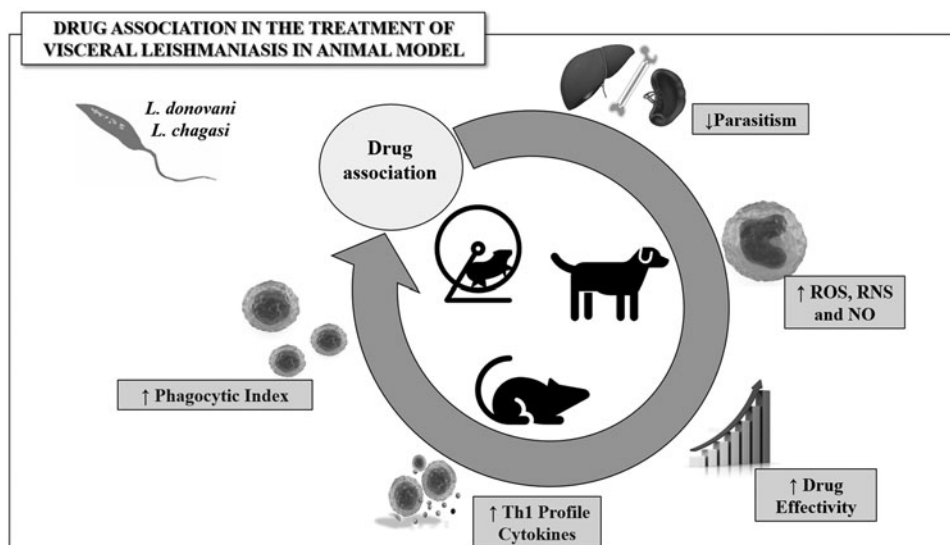 DRUG ASSOCIATION IN THE TREATMENT OF
VISCERAL LEISHMANIASIS IN ANIMAL MODEL
L. donovani
L. chagasi
Drug
association
↓Parasitism
↑ ROS, RNS
and NO
↑ Drug
Effectivity
↑ Th1 Profile
Cytokines
↑ Phagocytic Index